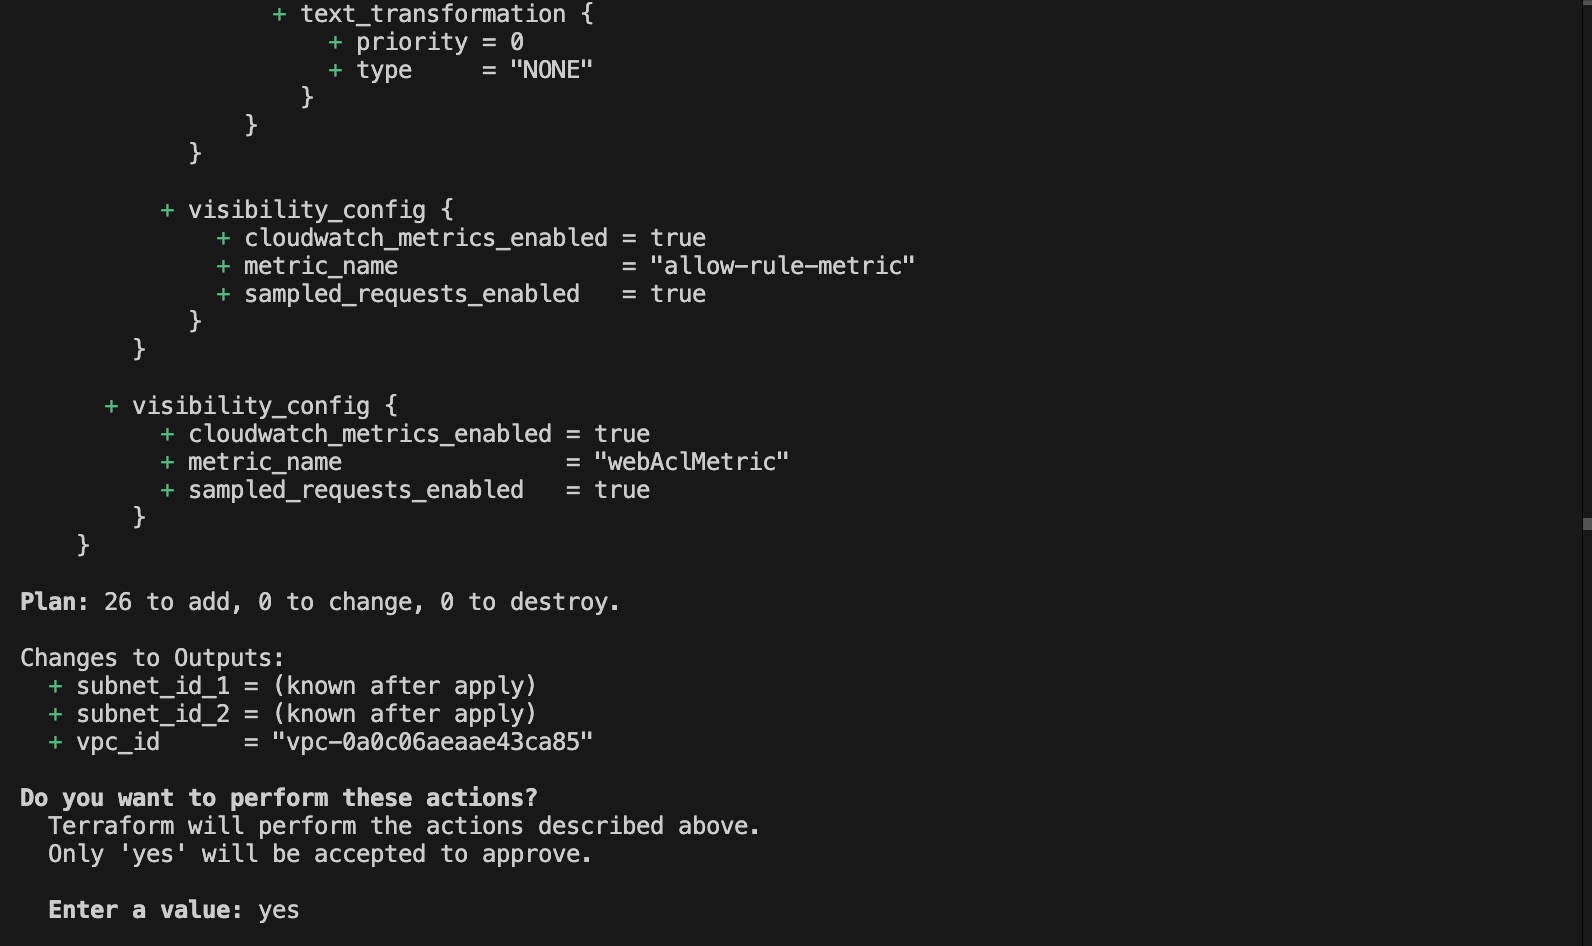 + text_transformation {
+ priority = 0
+ type = "NONE"
}
}
}
+ visibility_config {
+ cloudwatch_metrics_enabled = true
+ metric_name = "allow-rule-metric"
+ sampled_requests_enabled = true
}
}
+ visibility_config {
+ cloudwatch_metrics_enabled = true
+ metric_name = "webAclMetric"
+ sampled_requests_enabled = true
}
}
Plan: 26 to add, 0 to change, 0 to destroy.
Changes to Outputs:
+ subnet_id_1 = (known after apply)
+ subnet_id_2 = (known after apply)
+ vpc_id = "vpc-0a0c06aeaae43ca85"
Do you want to perform these actions?
Terraform will perform the actions described above.
Only 'yes' will be accepted to approve.
Enter a value: yes